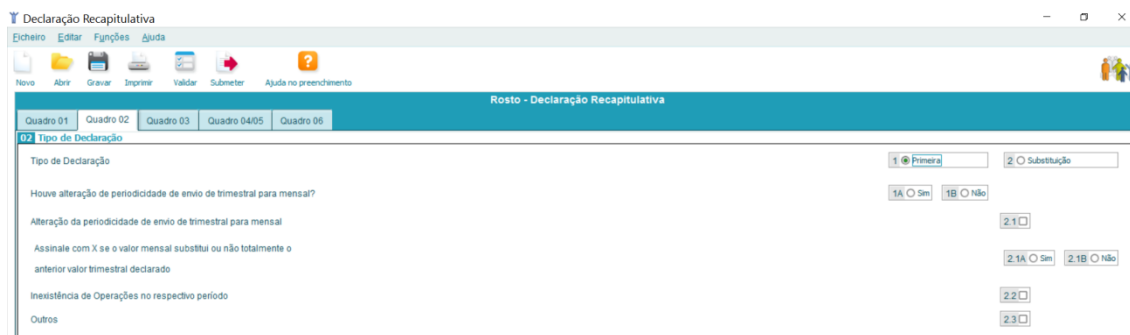 Declaração Recapitulativa
Ficheiro Editar Funções Ajuda
Novo Abrir Gravar Imprimir Validar Submeter Ajuda no preenchimento
Rosto - Declaração Recapitulativa
Quadro 01 Quadro 02 Quadro 03 Quadro 04/05 Quadro 06
02 Tipo de Declaração
Tipo de Declaração 1 Primeira 2 Substituição
Houve alteração de periodicidade de envio de trimestral para mensal? 1A Sim 1B Não
Alteração da periodicidade de envio de trimestral para mensal 2.1
Assinale com X se o valor mensal substitui ou não totalmente o
anterior valor trimestral declarado 2.1A Sim 2.1B Não
Inexistência de Operações no respectivo período 2.2
Outros 2.3